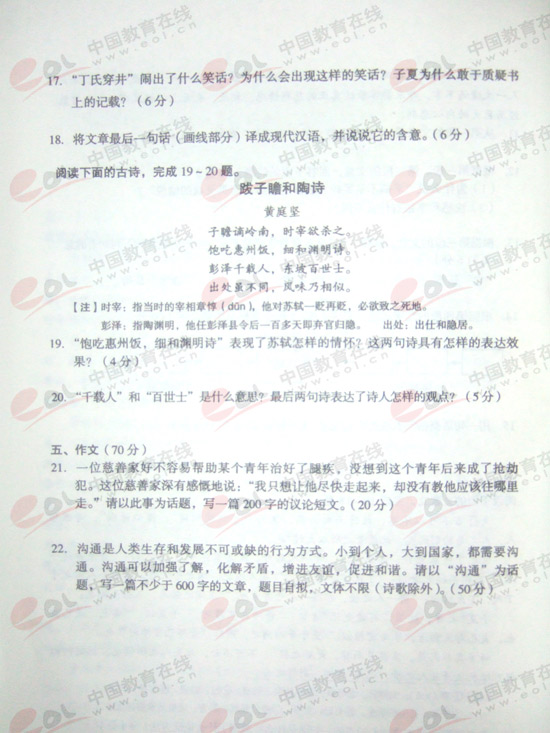 17. “丁氏穿井”闹出了什么笑话？为什么会出现这样的笑话？子夏为什么敢于质疑书
上的记载？(6分)
18. 将文章最后一句话（画线部分）译成现代汉语，并说说它的含意。(6分)
阅读下面的古诗，完成19~20题。
跋子瞻和陶诗
黄庭坚
子瞻谪岭南，时宰欲杀之。
饱吃惠州饭，细和渊明诗。
彭泽千载人，东坡百世士。
出处虽不同，风味乃相似。
【注】时宰：指当时的宰相章惇（dūn），他对苏轼一贬再贬，必欲致之死地。
彭泽：指陶渊明，他任彭泽县令后一百多天即弃官归隐。 出处：出仕和隐居。
19. “饱吃惠州饭，细和渊明诗”表现了苏轼怎样的情怀？这两句诗具有怎样的表达效
果？(4分)
20. “千载人”和“百世士”是什么意思？最后两句诗表达了诗人怎样的观点？(5分)
五、作文(70分)
21. 一位慈善家好不容易帮助某个青年治好了腿疾，没想到这个青年后来成了抢劫
犯。这位慈善家深有感慨地说：“我只想让他尽快走起来，却没有教他应该往哪里
走。”请以此事为话题，写一篇200字的议论短文。(20分)
22. 沟通是人类生存和发展不可或缺的行为方式。小到个人，大到国家，都需要沟
通。沟通可以加强了解，化解矛盾，增进友谊，促进和谐。请以“沟通”为话
题，写一篇不少于600字的文章，题目自拟，文体不限（诗歌除外）。(50分)
EOL 中国教育在线
www.eol.cn